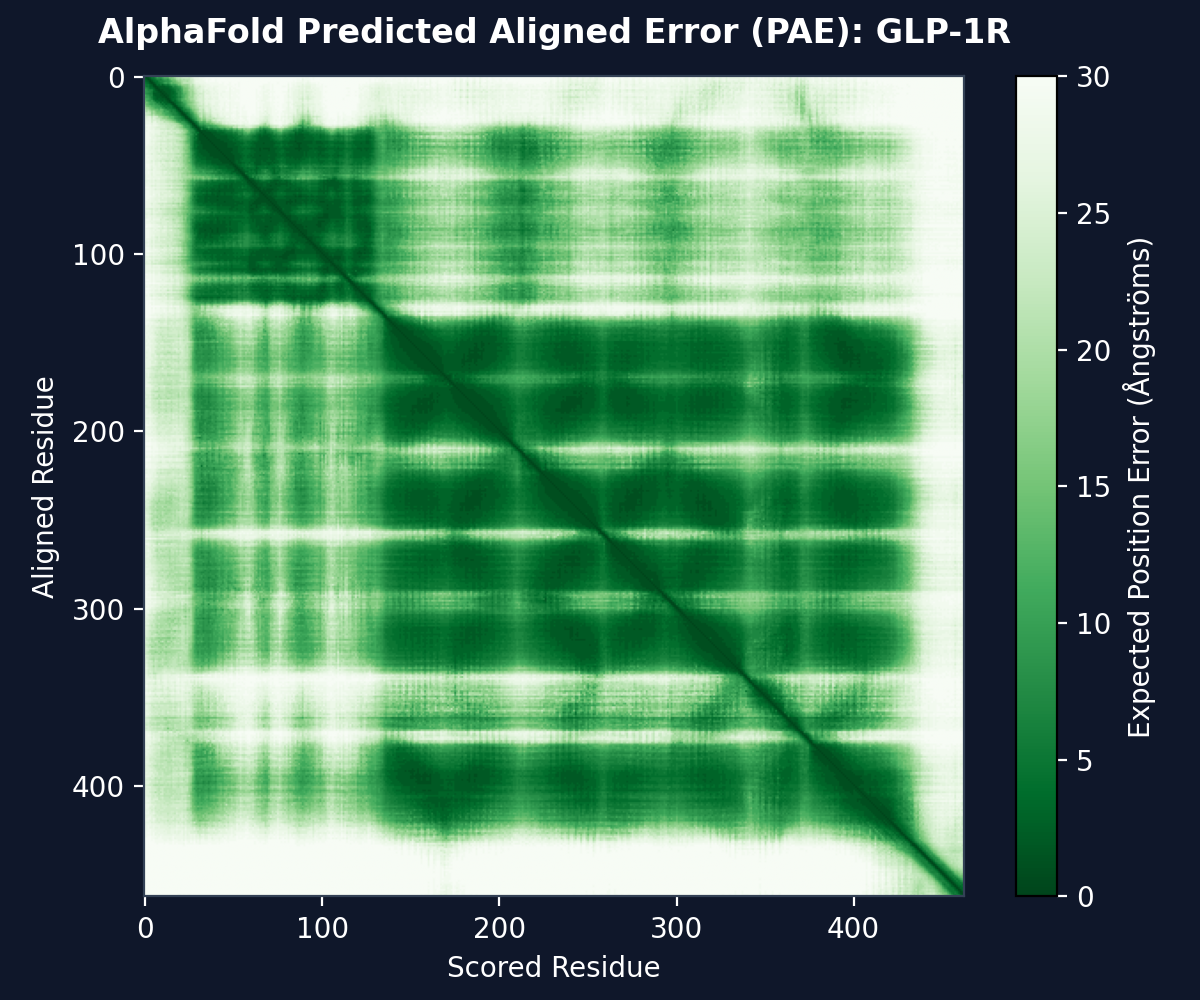 AlphaFold Predicted Aligned Error (PAE): GLP-1R
0
100
200
300
400
Aligned Residue
0 100 200 300 400
Scored Residue
30
25
20
15
10
5
0
Expected Position Error (Ångströms)